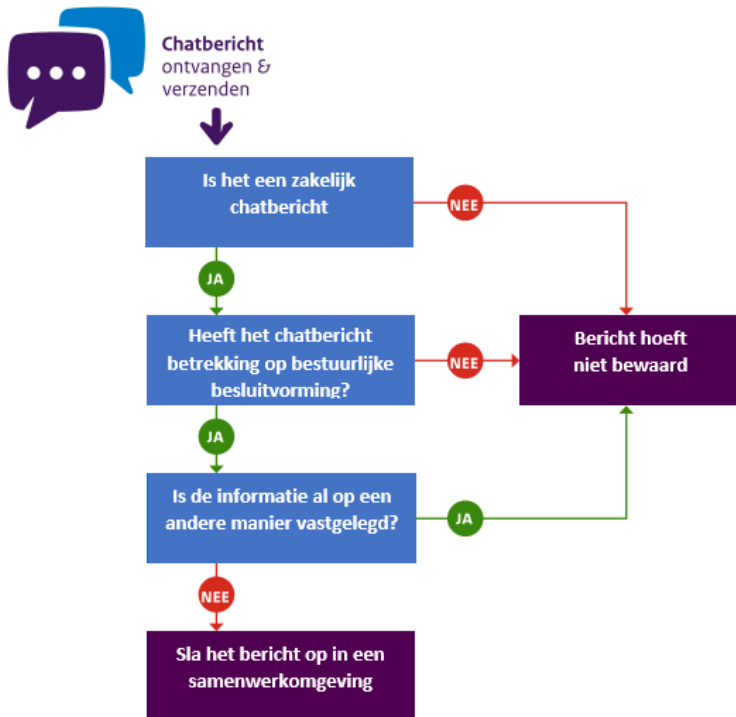 Chatbericht
ontvangen &
verzenden
Is het een zakelijk
chatbericht
NEE
JA
Heeft het chatbericht
betrekking op bestuurlijke
besluitvorming?
NEE
Bericht hoeft
niet bewaard
JA
Is de informatie al op een
andere manier vastgelegd?
JA
NEE
Sla het bericht op in een
samenwerkomgeving